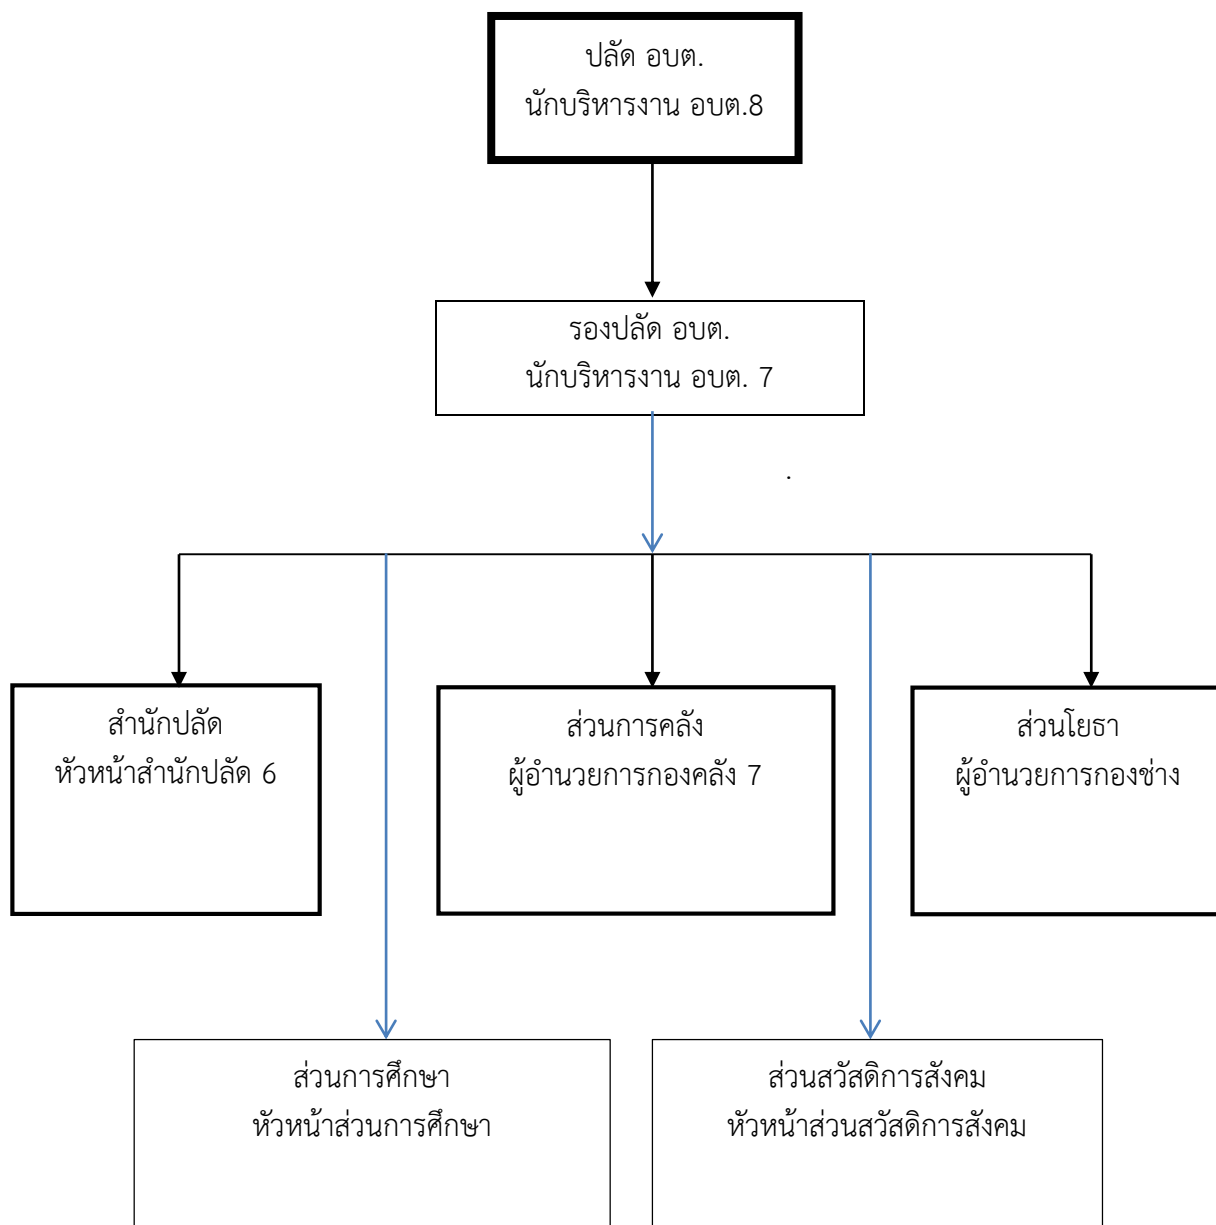 ปลัด อบต.
นักบริหารงาน อบต.8
รองปลัด อบต.
นักบริหารงาน อบต. 7
.
สำนักปลัด
หัวหน้าสำนักปลัด 6
ส่วนการคลัง
ผู้อำนวยการกองคลัง 7
ส่วนโยธา
ผู้อำนวยการกองช่าง
ส่วนการศึกษา
หัวหน้าส่วนการศึกษา
ส่วนสวัสดิการสังคม
หัวหน้าส่วนสวัสดิการสังคม